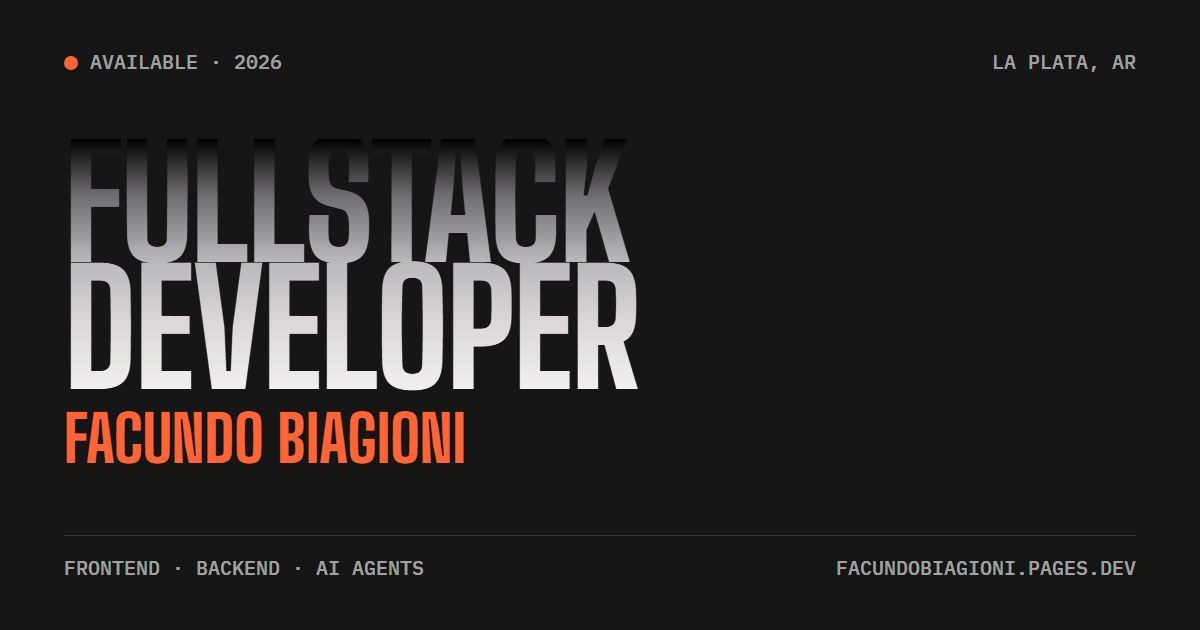 AVAILABLE · 2026
LA PLATA, AR
FULLSTACK
DEVELOPER
FACUNDO BIAGIONI
FRONTEND · BACKEND · AI AGENTS
FACUNDOBIAGIONI.PAGES.DEV